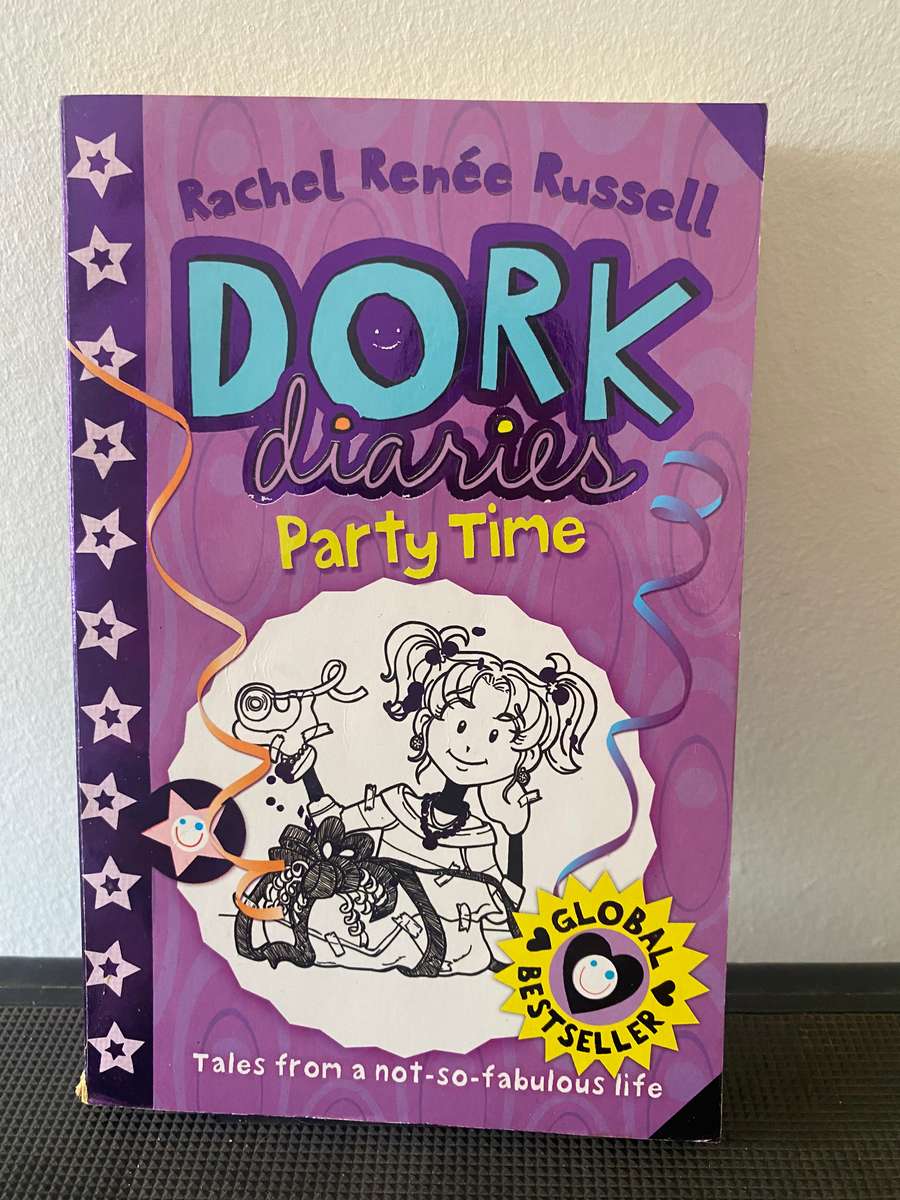 Rachel Renée Russell
DORK
diaries
Party Time
GLOBAL
BESTSELLER
Tales from a not-so-fabulous life